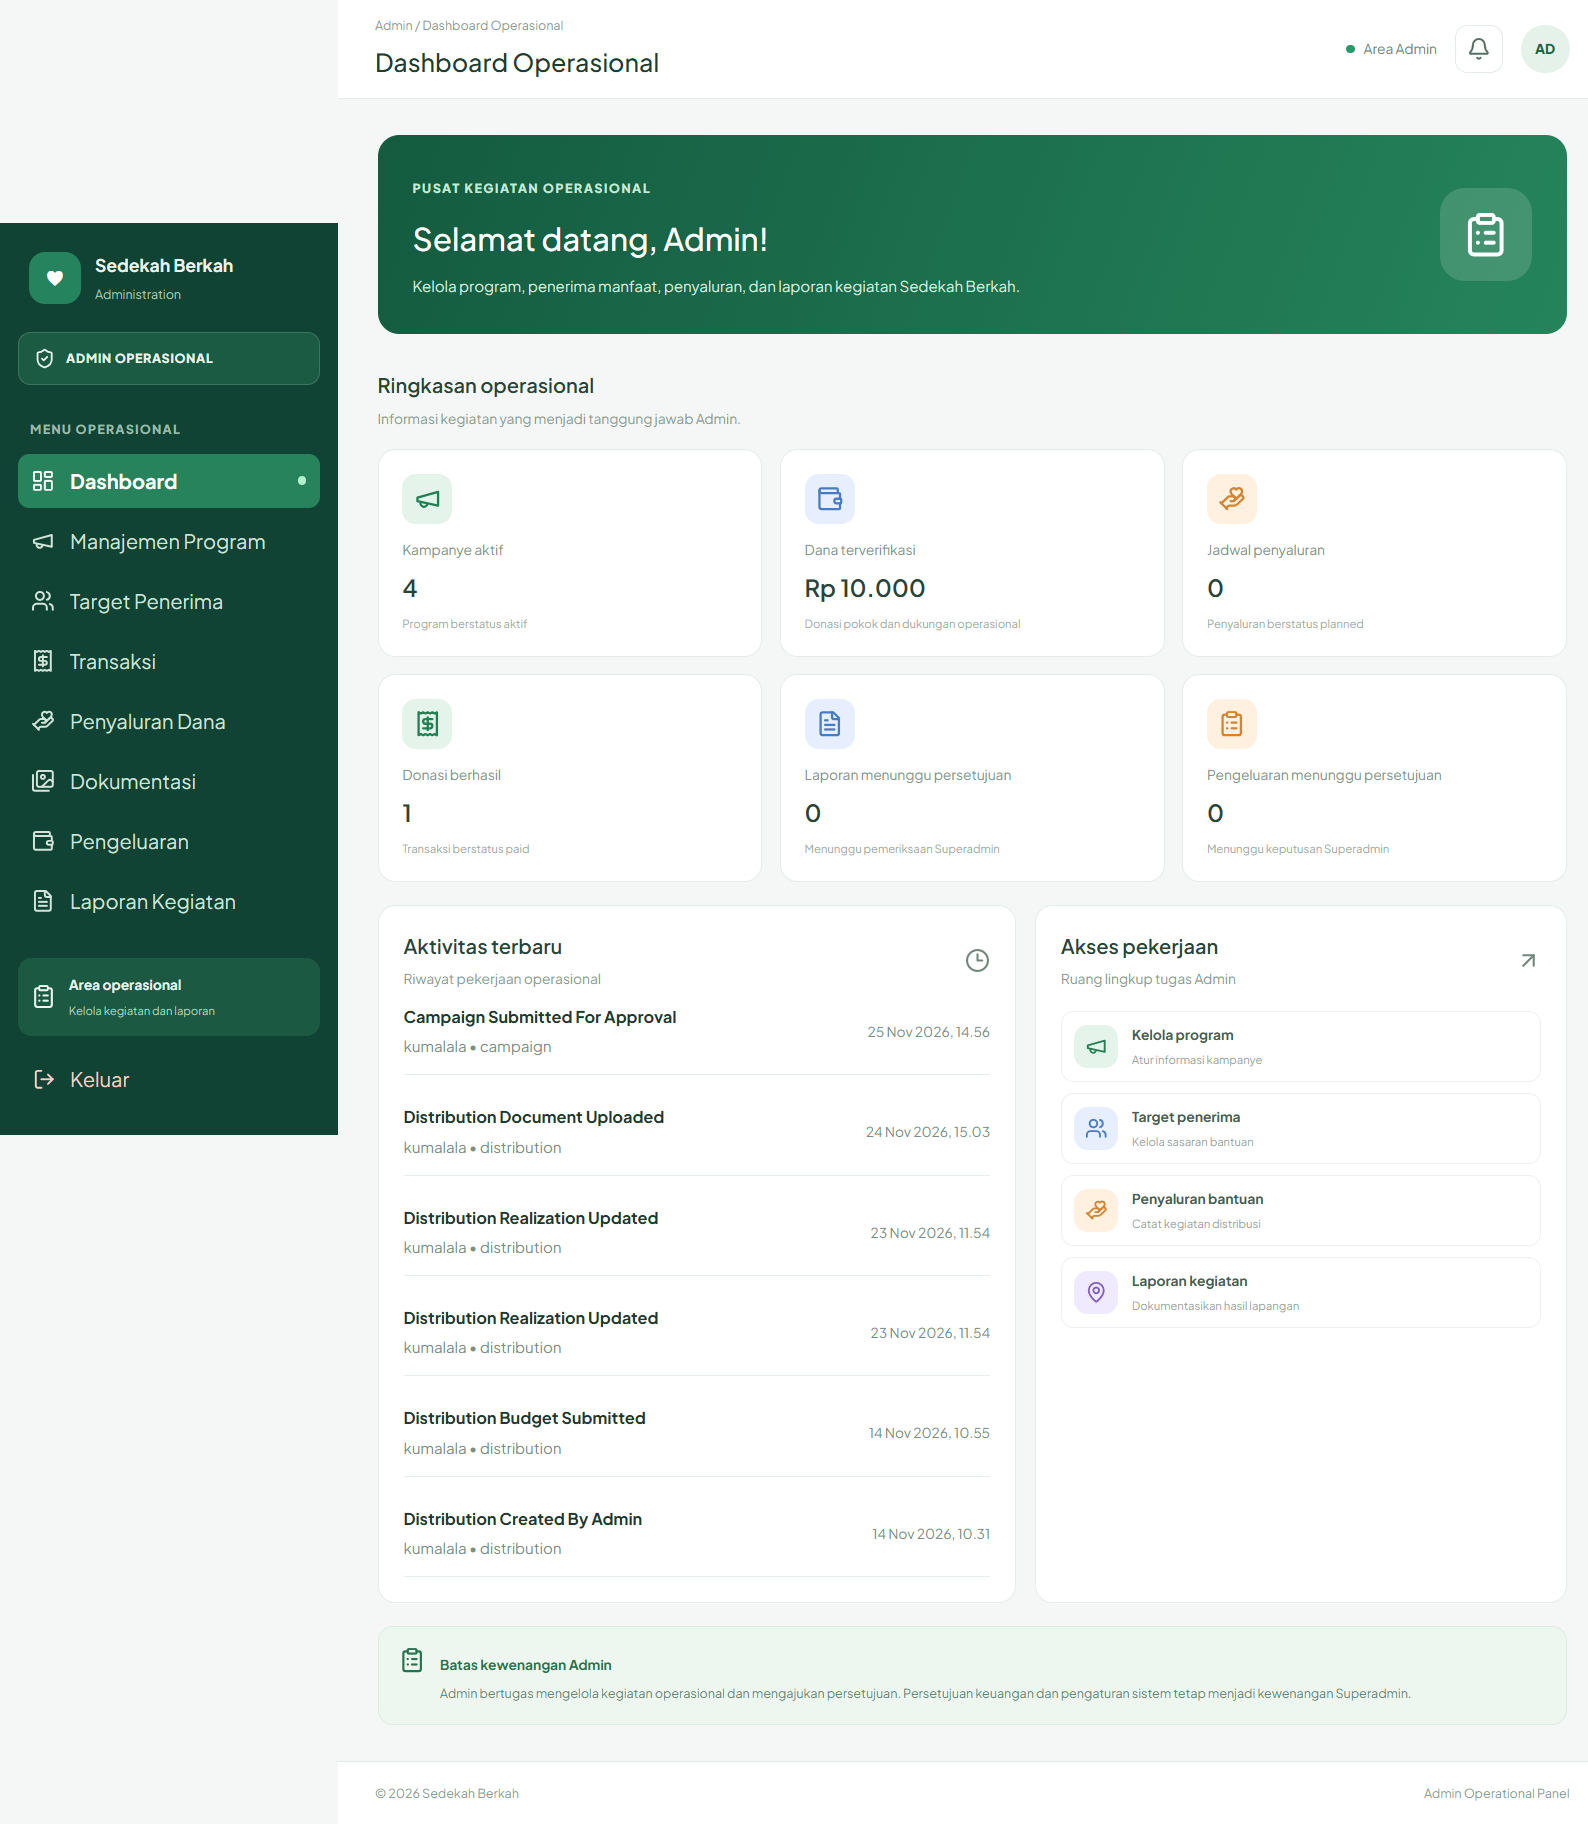 Admin / Dashboard Operasional
Dashboard Operasional
Area Admin
AD
Sedekah Berkah
Administration
ADMIN OPERASIONAL
MENU OPERASIONAL
Dashboard
Manajemen Program
Target Penerima
Transaksi
Penyaluran Dana
Dokumentasi
Pengeluaran
Laporan Kegiatan
Area operasional
Kelola kegiatan dan laporan
Keluar
PUSAT KEGIATAN OPERASIONAL
Selamat datang, Admin!
Kelola program, penerima manfaat, penyaluran, dan laporan kegiatan Sedekah Berkah.
Ringkasan operasional
Informasi kegiatan yang menjadi tanggung jawab Admin.
Kampanye aktif
4
Program berstatus aktif
Dana terverifikasi
Rp 10.000
Donasi pokok dan dukungan operasional
Jadwal penyaluran
0
Penyaluran berstatus planned
Donasi berhasil
1
Transaksi berstatus paid
Laporan menunggu persetujuan
0
Menunggu pemeriksaan Superadmin
Pengeluaran menunggu persetujuan
0
Menunggu keputusan Superadmin
Aktivitas terbaru
Riwayat pekerjaan operasional
Campaign Submitted For Approval
kumalala • campaign
25 Nov 2026, 14.56
Distribution Document Uploaded
kumalala • distribution
24 Nov 2026, 15.03
Distribution Realization Updated
kumalala • distribution
23 Nov 2026, 11.54
Distribution Realization Updated
kumalala • distribution
23 Nov 2026, 11.54
Distribution Budget Submitted
kumalala • distribution
14 Nov 2026, 10.55
Distribution Created By Admin
kumalala • distribution
14 Nov 2026, 10.31
Akses pekerjaan
Ruang lingkup tugas Admin
Kelola program
Atur informasi kampanye
Target penerima
Kelola sasaran bantuan
Penyaluran bantuan
Catat kegiatan distribusi
Laporan kegiatan
Dokumentasikan hasil lapangan
Batas kewenangan Admin
Admin bertugas mengelola kegiatan operasional dan mengajukan persetujuan. Persetujuan keuangan dan pengaturan sistem tetap menjadi kewenangan Superadmin.
© 2026 Sedekah Berkah
Admin Operational Panel